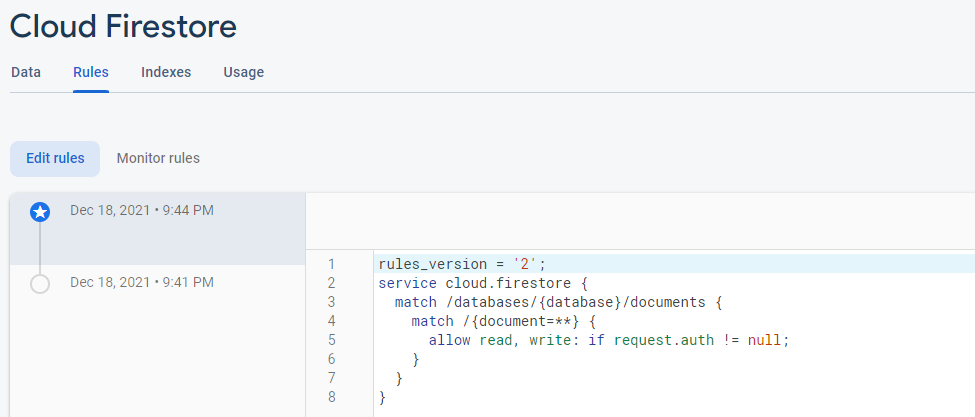 Cloud Firestore
Data Rules Indexes Usage
Edit rules Monitor rules
Dec 18, 2021 • 9:44 PM
Dec 18, 2021 • 9:41 PM
1 rules_version = '2';
2 service cloud.firestore {
3 match /databases/{database}/documents {
4 match /{document=**} {
5 allow read, write: if request.auth != null;
6 }
7 }
8 }